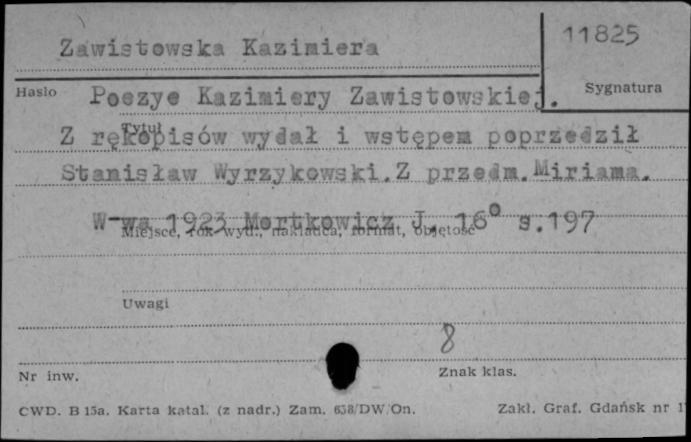 Zawistowska Kazimiera
11825
Hasło
Sygnatura
Poezye Kazimiery Zawistowskiej.
Tytuł
Z rękopisów wydał i wstępem poprzedził
Stanisław Wyrzykowski.Z przedm.Miriama.
W-wa 1923 Mortkowicz J. 16° s.197
Miejsce, rok wyd., nakładca, format, objętość
Uwagi
8
Nr inw.
Znak klas.
CWD. B 15a. Karta katal. (z nadr.) Zam. 638/DW/On.
Zakł. Graf. Gdańsk nr